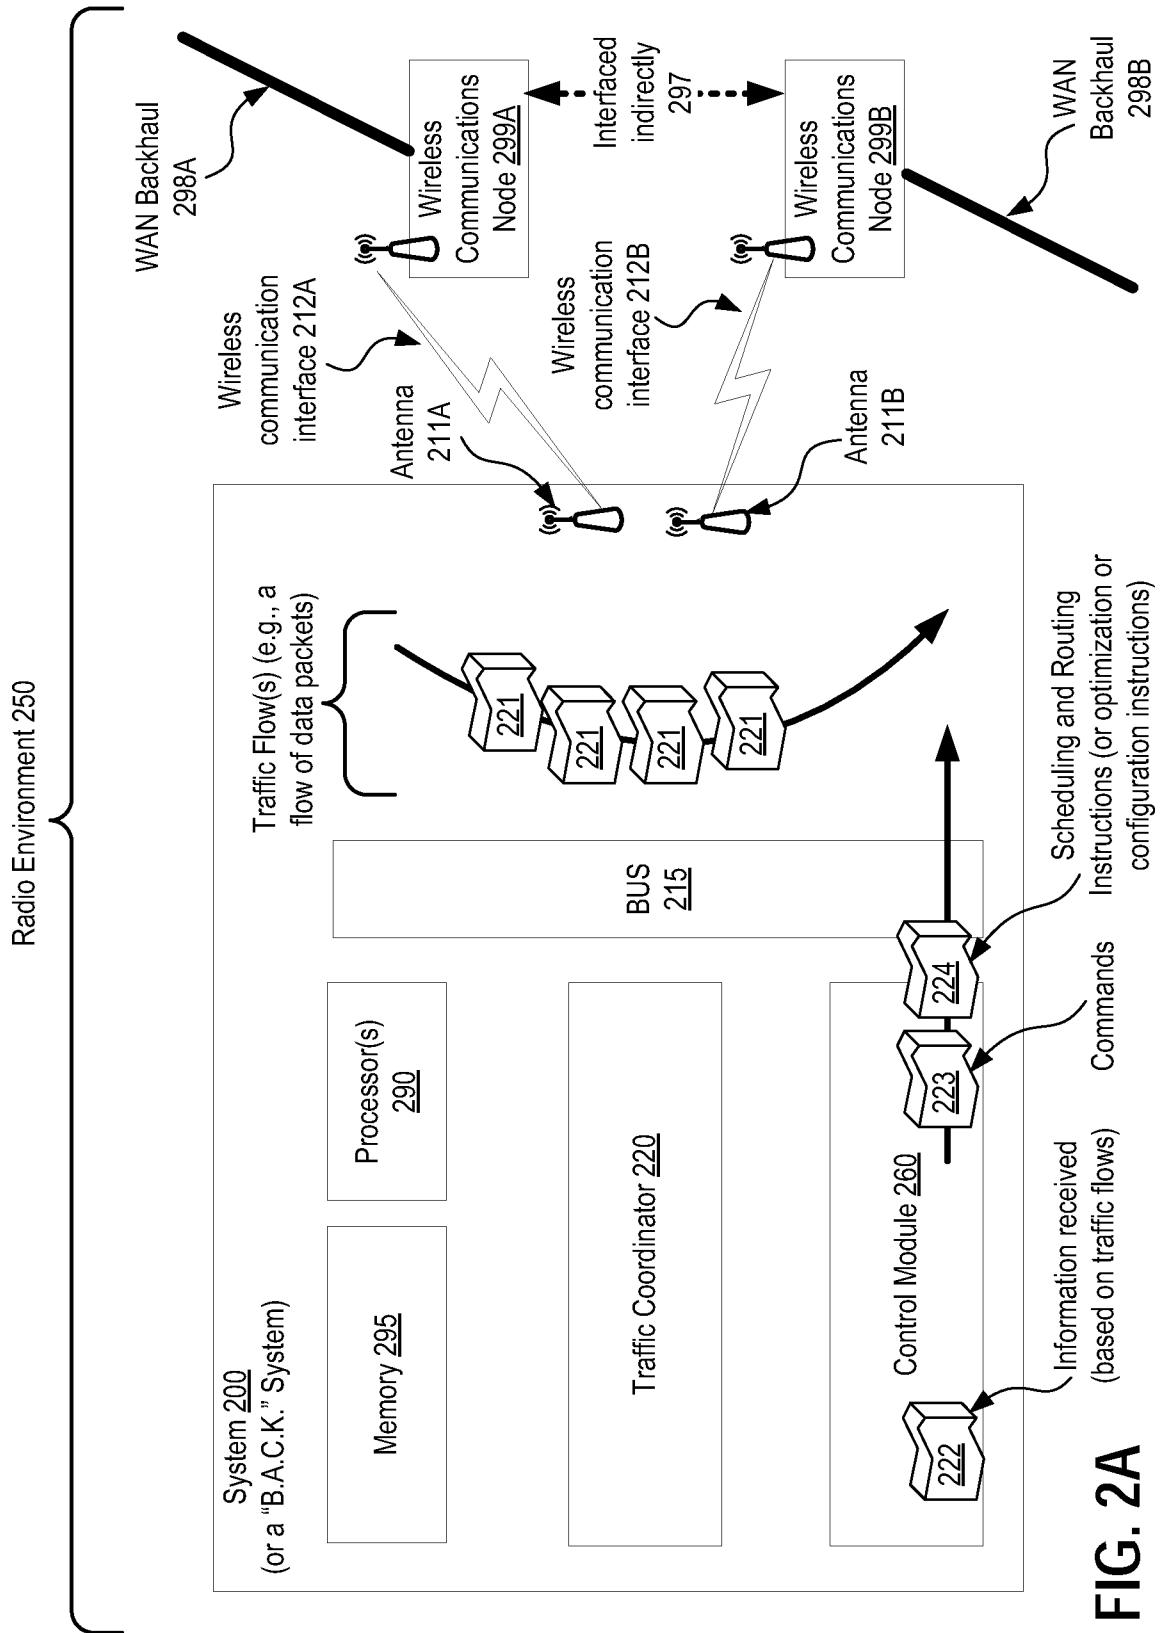 Radio Environment 250
System 200
(or a “B.A.C.K.” System)
Traffic Flow(s) (e.g., a
flow of data packets)
Wireless
communication
interface 212A
WAN Backhaul
298A
Antenna
211A
Memory 295
Processor(s)
290
BUS
215
221
221
221
221
Wireless
Communications
Node 299A
Interfaced
indirectly
297
Wireless
communication
interface 212B
Traffic Coordinator 220
Antenna
211B
Wireless
Communications
Node 299B
Control Module 260
222
223
224
WAN
Backhaul
298B
Information received
(based on traffic flows)
Commands
Scheduling and Routing
Instructions (or optimization or
configuration instructions)
FIG. 2A